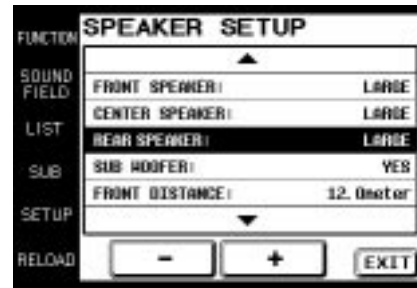 SPEAKER SETUP
FUNCTION
SOUND FIELD
LIST
SUB
SETUP
RELOAD
FRONT SPEAKER: LARGE
CENTER SPEAKER: LARGE
REAR SPEAKER: LARGE
SUB WOOFER: YES
FRONT DISTANCE: 12.0meter
- +
EXIT